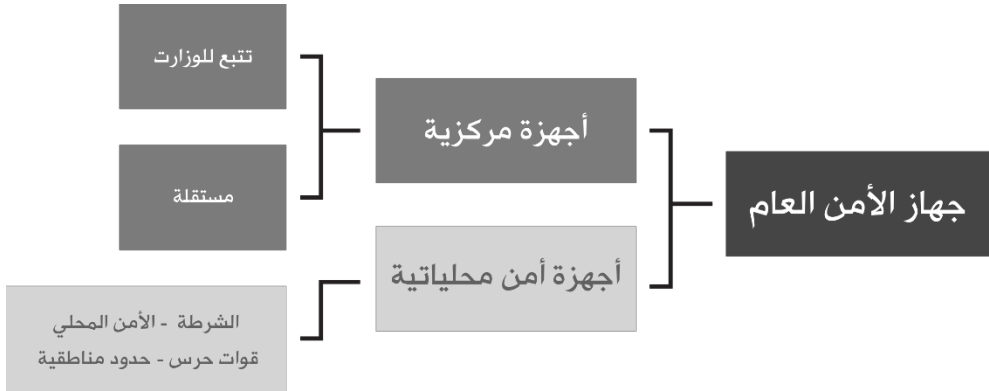 جهاز الأمن العام
أجهزة مركزية
تتبع للوزارت
مستقلة
أجهزة أمن محلياتية
الشرطة - الأمن المحلي
قوات حرس - حدود مناطقية